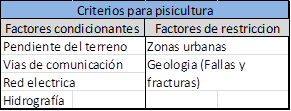 Criterios para pisicultura
Factores condicionantes Factores de restriccion
Pendiente del terreno Zonas urbanas
Vias de comunicación Geologia (Fallas y
Red electrica fracturas)
Hidrografía